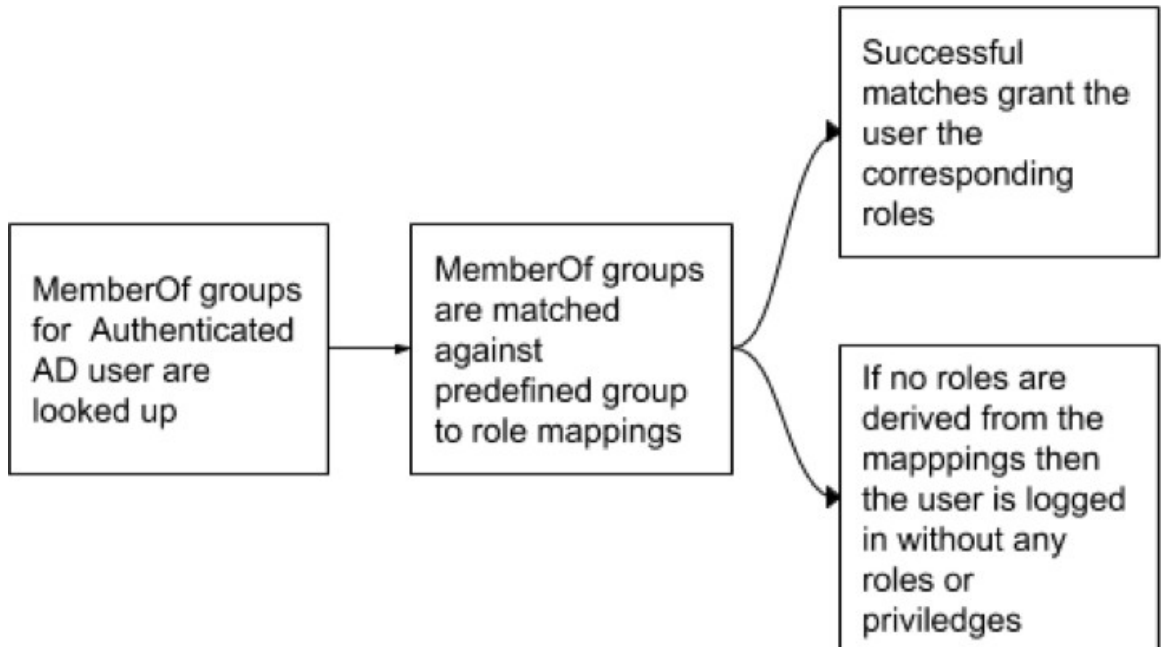 MemberOf groups
for  Authenticated
AD user are
looked up
MemberOf groups
are matched
against
predefined group
to role mappings
Successful
matches grant the
user the
corresponding
roles
If no roles are
derived from the
mapppings then
the user is logged
in without any
roles or
priviledges